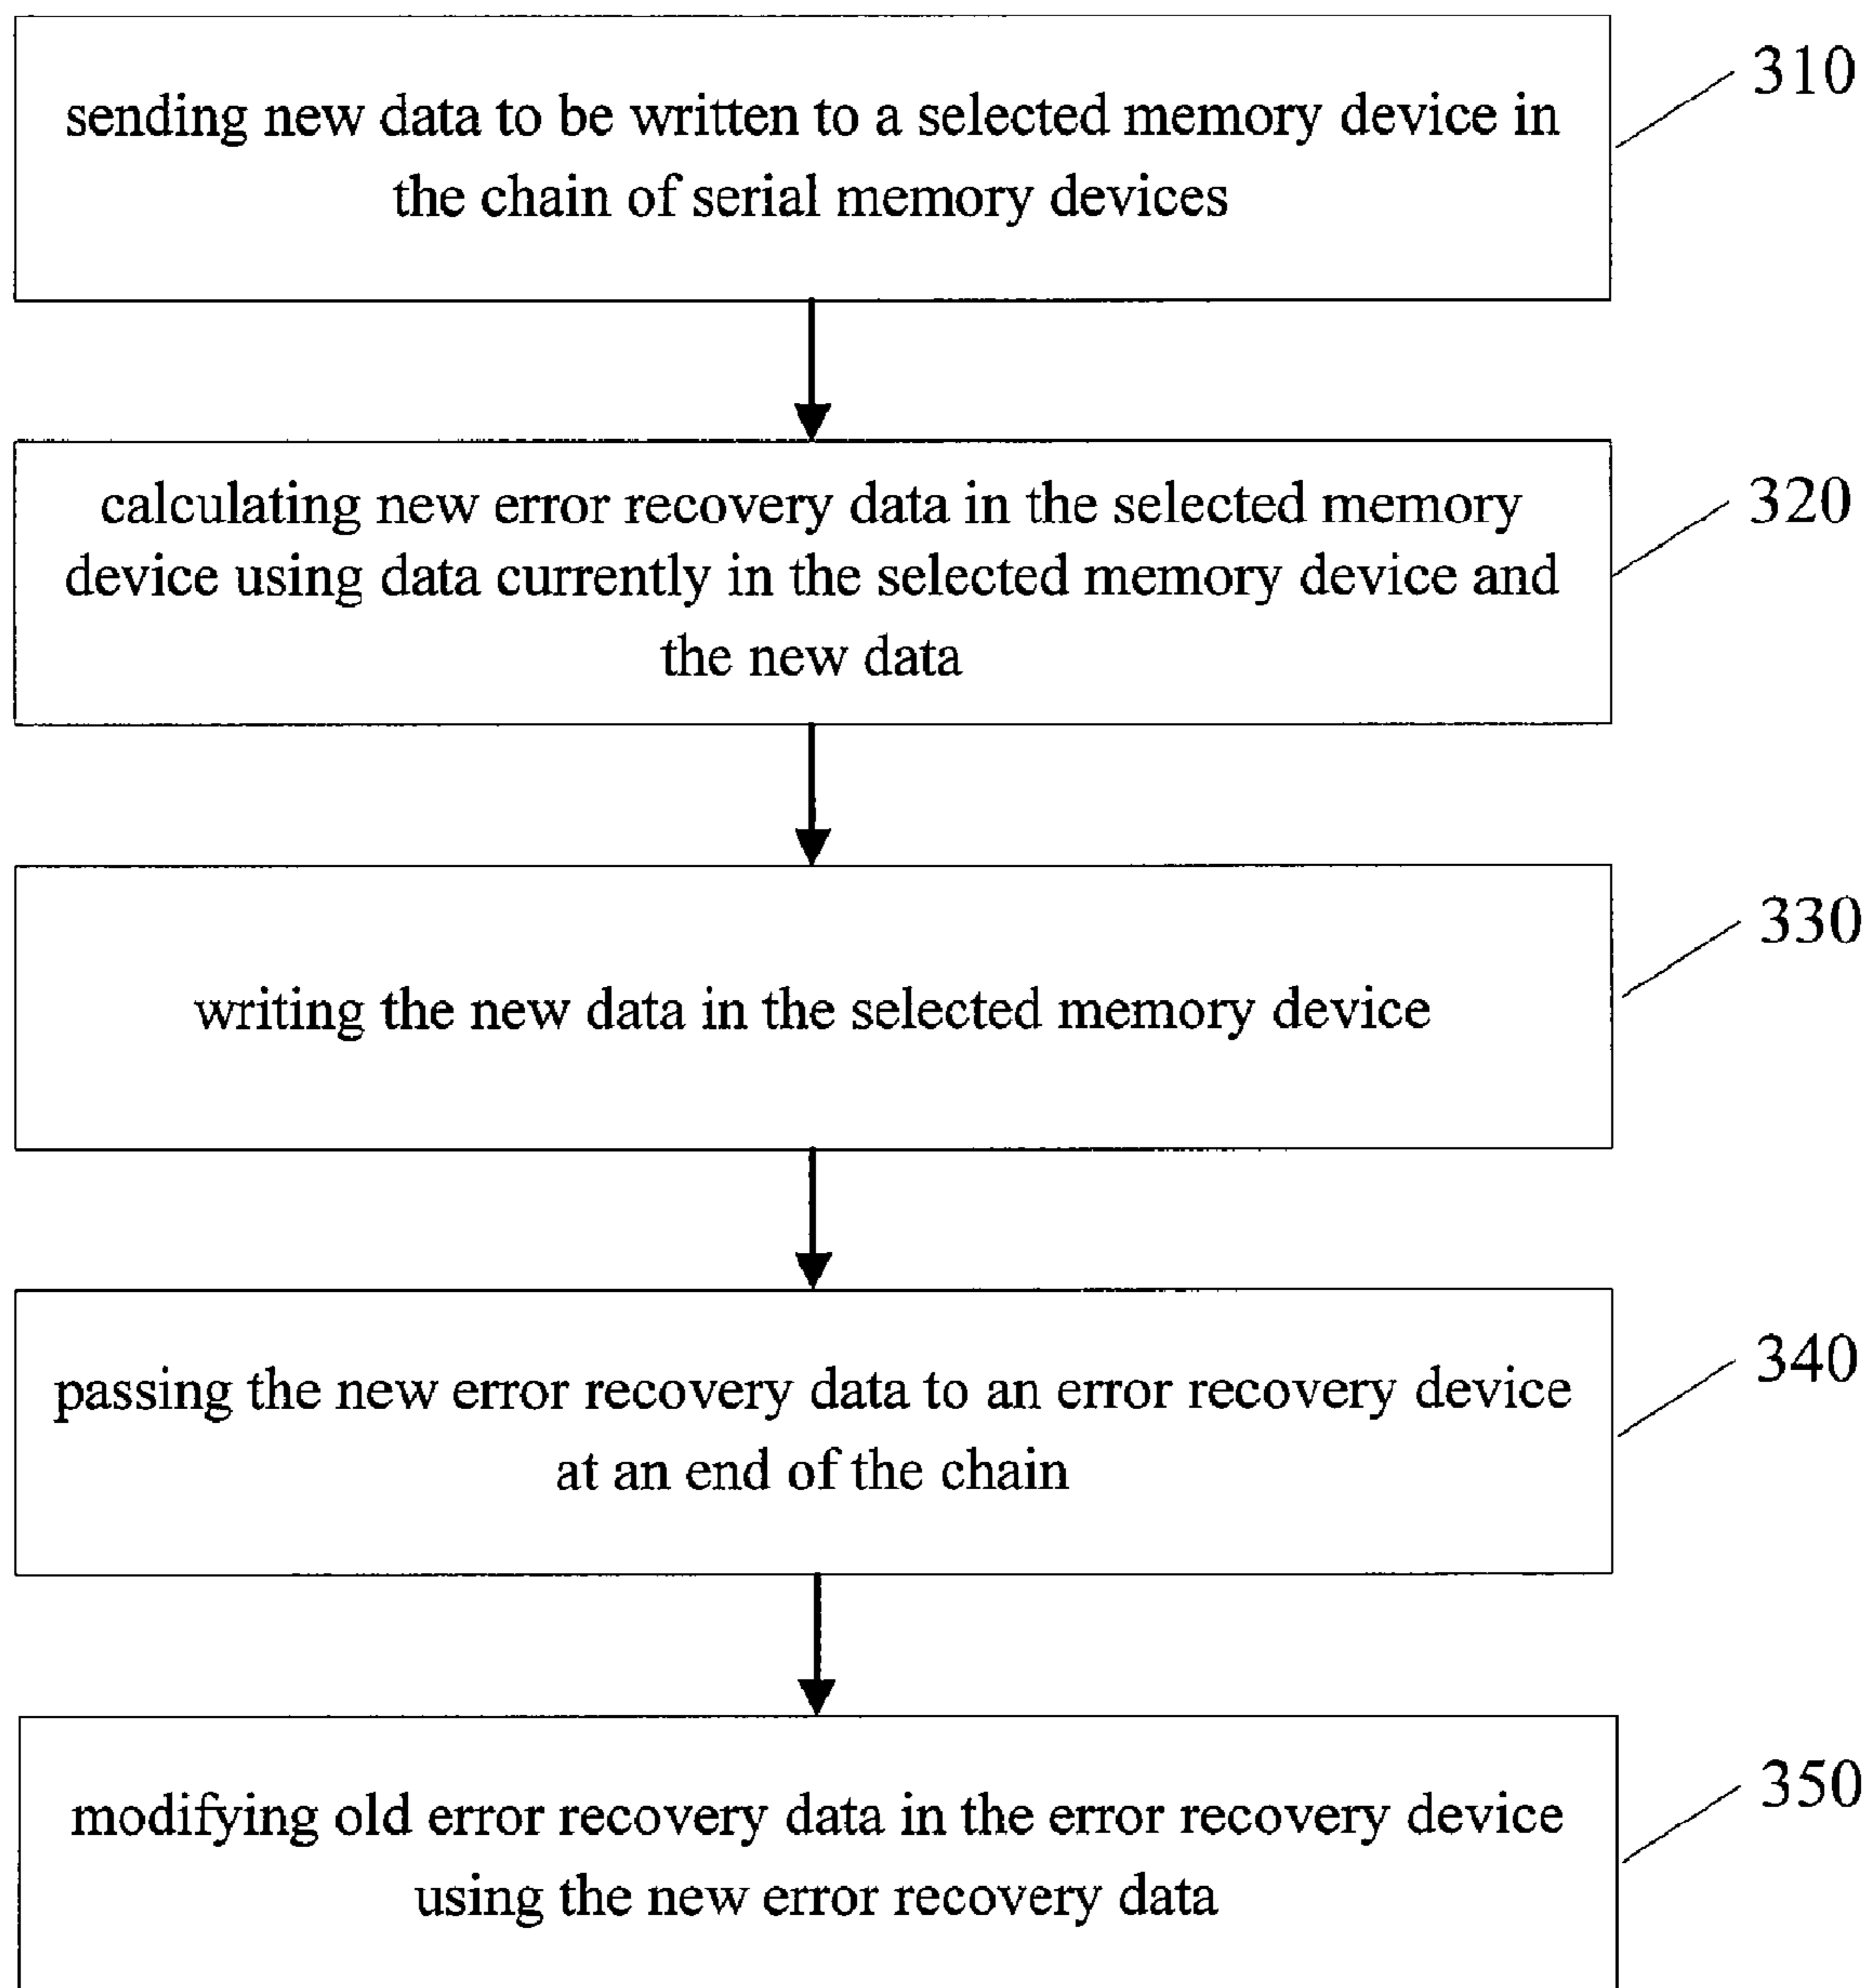 310
sending new data to be written to a selected memory device in
the chain of serial memory devices
320
calculating new error recovery data in the selected memory
device using data currently in the selected memory device and
the new data
330
writing the new data in the selected memory device
340
passing the new error recovery data to an error recovery device
at an end of the chain
350
modifying old error recovery data in the error recovery device
using the new error recovery data